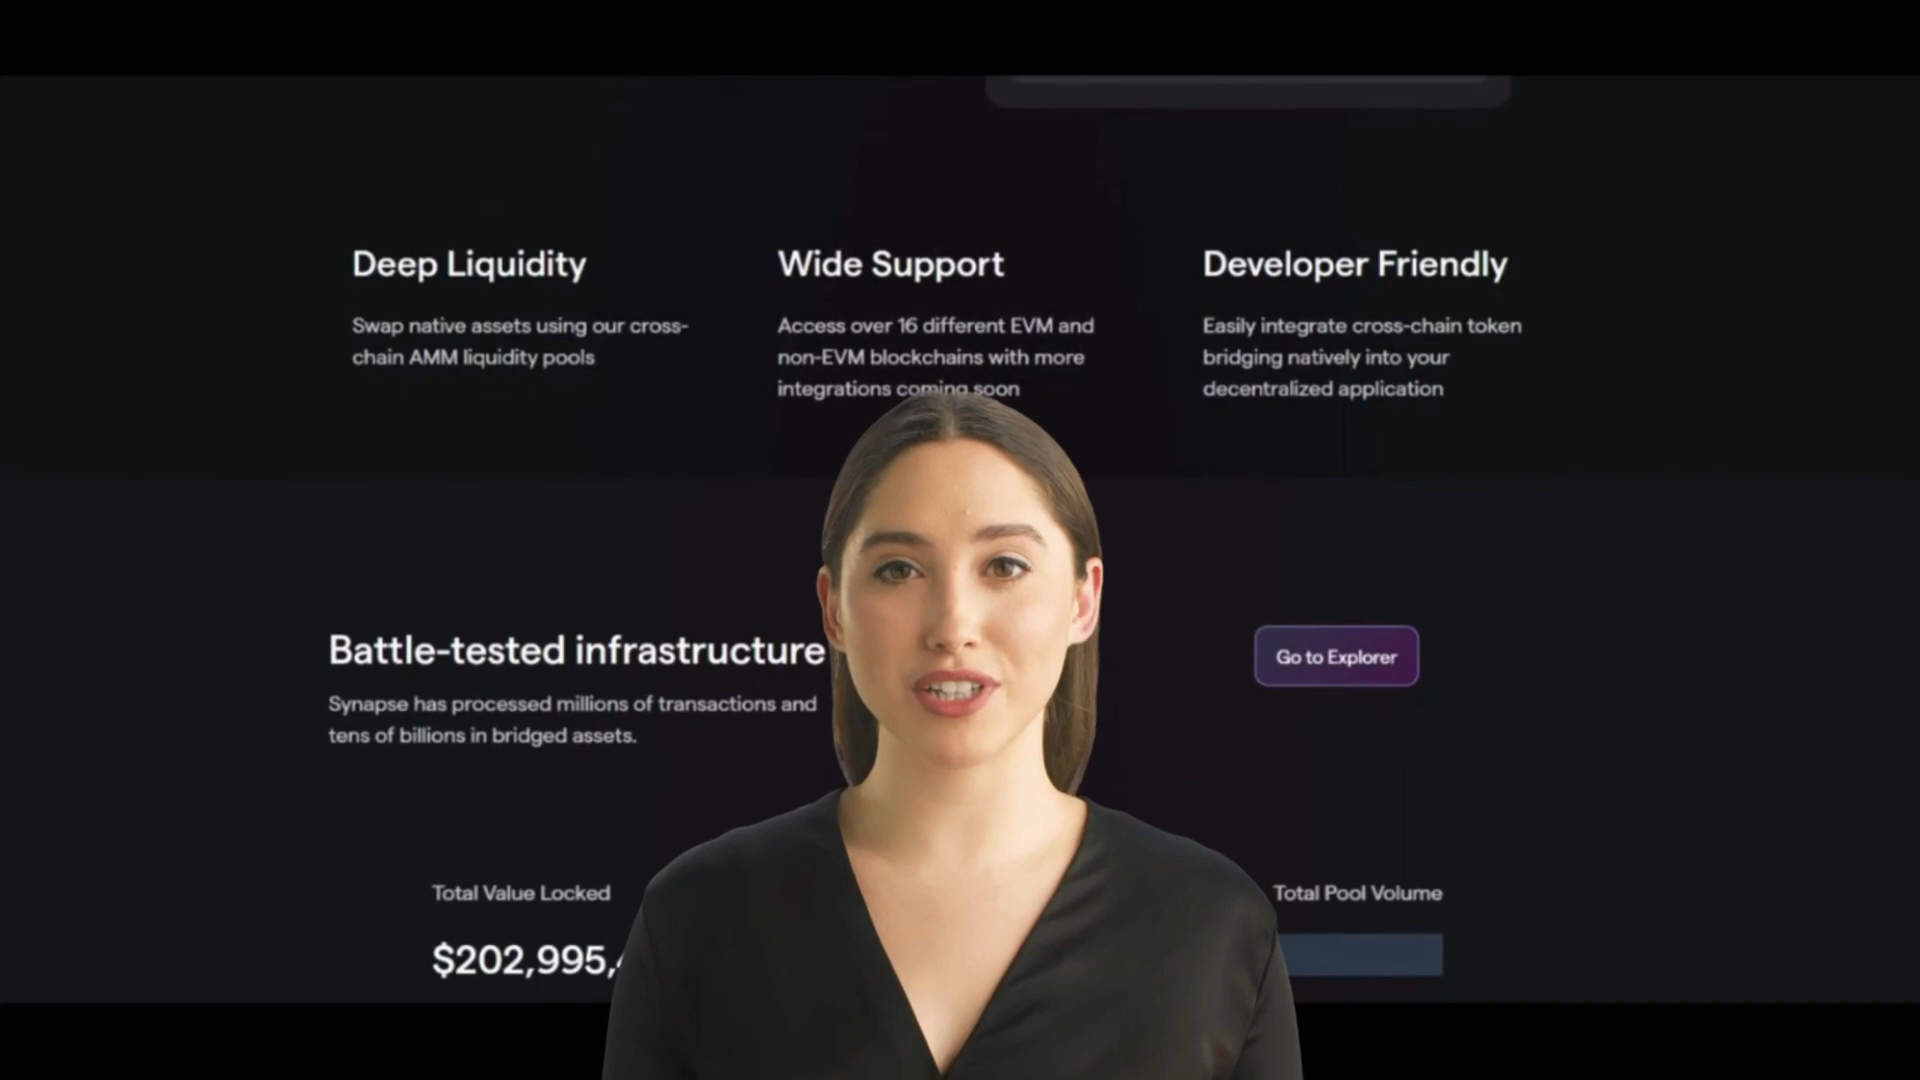 Deep Liquidity
Swap native assets using our cross-
chain AMM liquidity pools
Wide Support
Access over 16 different EVM and
non-EVM blockchains with more
integrations coming soon
Developer Friendly
Easily integrate cross-chain token
bridging natively into your
decentralized application
Battle-tested infrastructure
Synapse has processed millions of transactions and
tens of billions in bridged assets.
Go to Explorer
Total Value Locked
$202,995,
Total Pool Volume